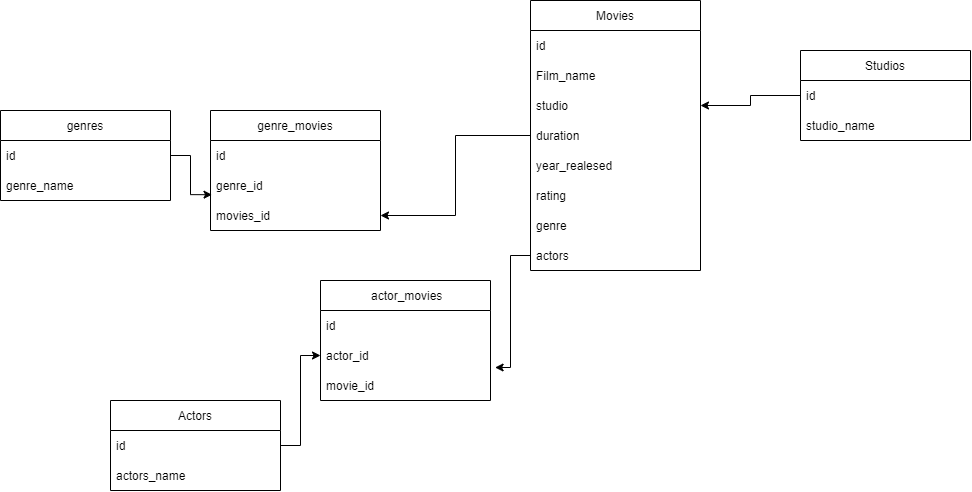 Movies
id
Film_name
studio
duration
year_realesed
rating
genre
actors
Studios
id
studio_name
genres
id
genre_name
genre_movies
id
genre_id
movies_id
actor_movies
id
actor_id
movie_id
Actors
id
actors_name